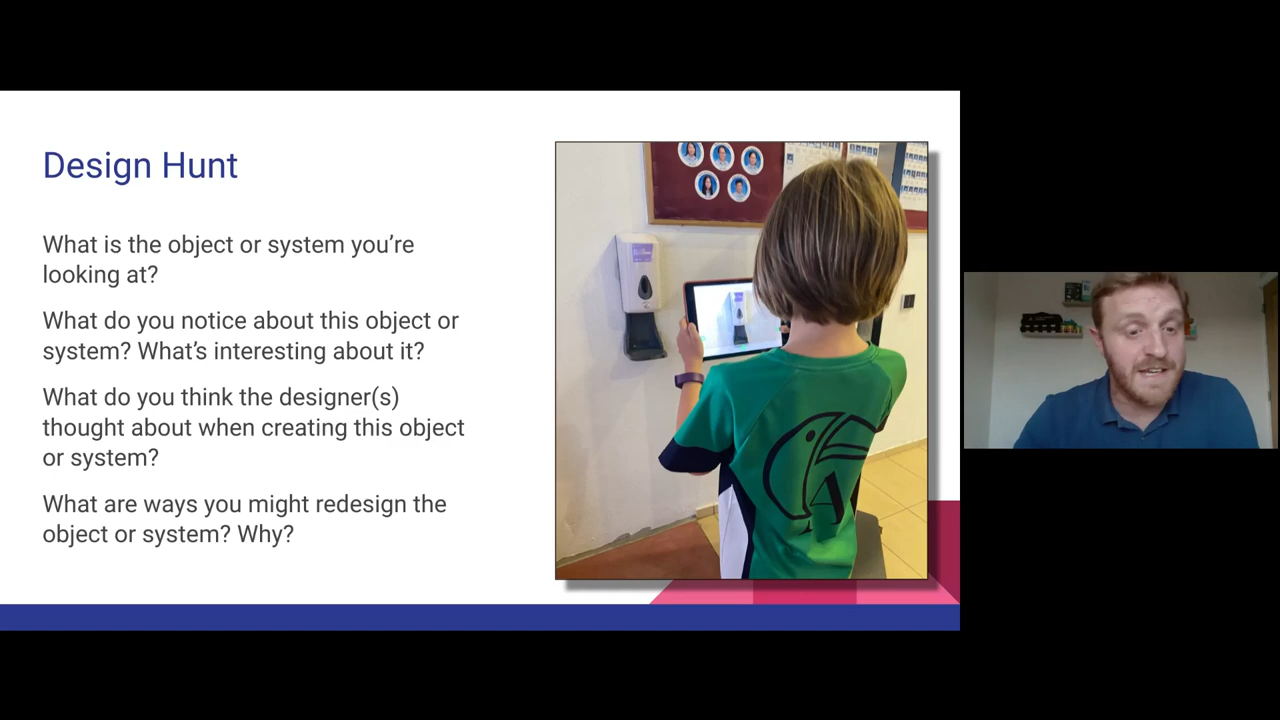 Design Hunt
What is the object or system you’re
looking at?
What do you notice about this object or
system? What’s interesting about it?
What do you think the designer(s)
thought about when creating this object
or system?
What are ways you might redesign the
object or system? Why?
A